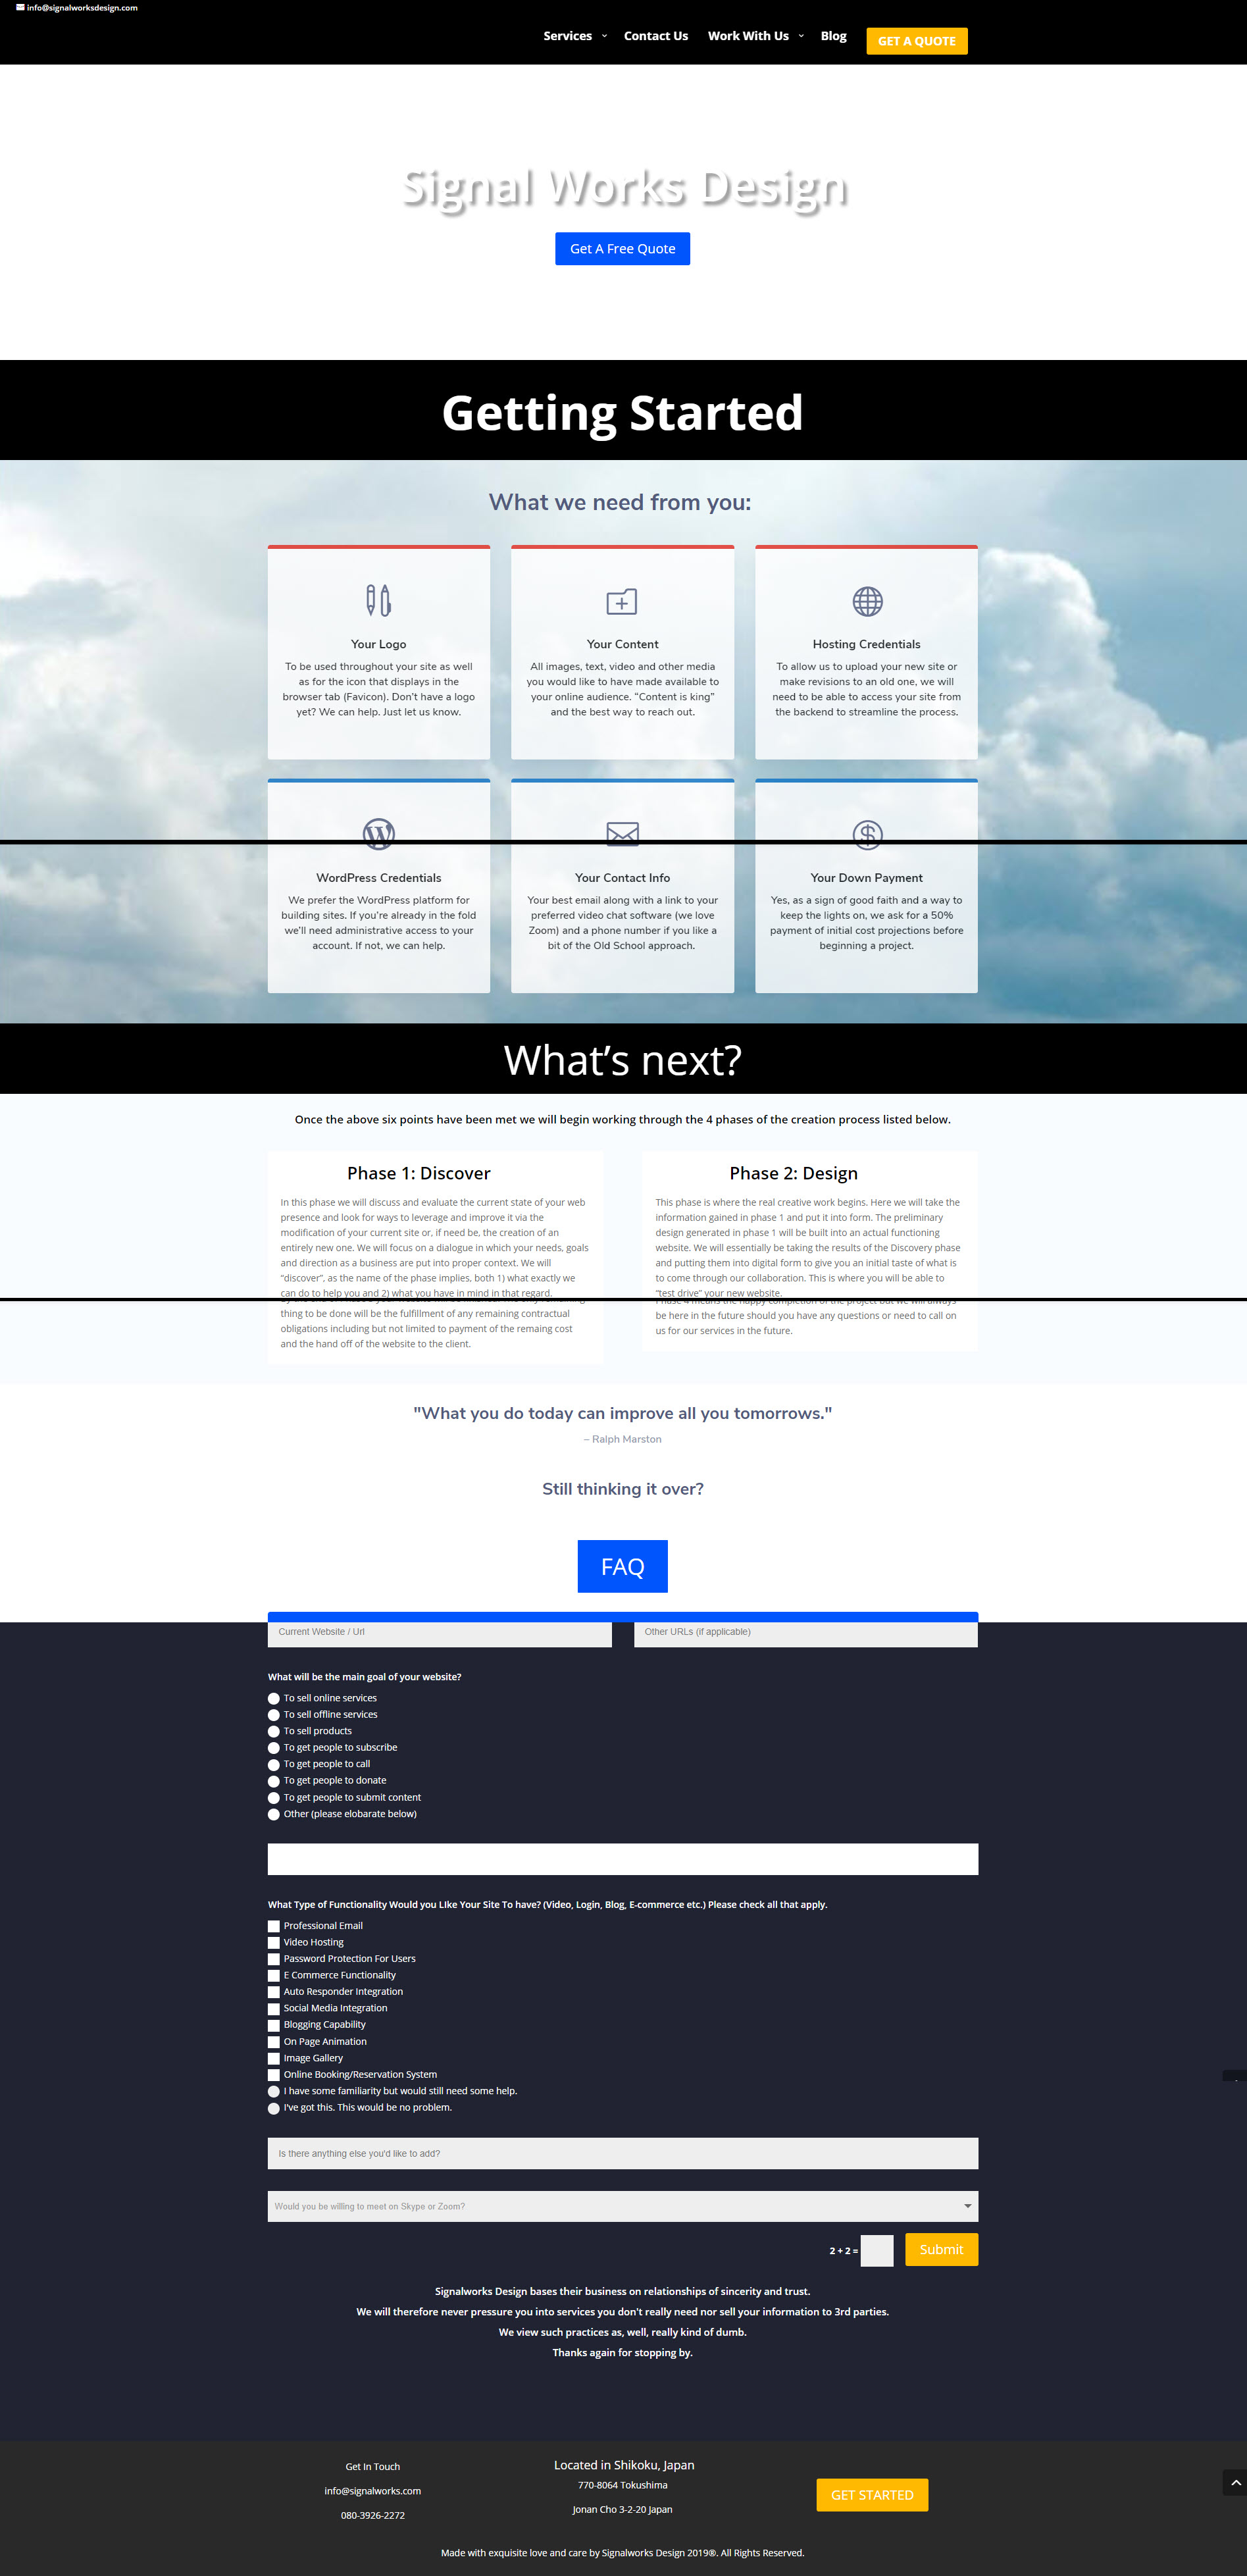 info@signalworksdesign.com
Services
Contact Us
Work With Us
Blog
GET A QUOTE
Signal Works Design
Get A Free Quote
Getting Started
What we need from you:
Your Logo
To be used throughout your site as well
as for the icon that displays in the
browser tab (Favicon). Don’t have a logo
yet? We can help. Just let us know.
Your Content
All images, text, video and other media
you would like to have made available to
your online audience. “Content is king”
and the best way to reach out.
Hosting Credentials
To allow us to upload your new site or
make revisions to an old one, we will
need to be able to access your site from
the backend to streamline the process.
WordPress Credentials
We prefer the WordPress platform for
building sites. If you’re already in the fold
we’ll need administrative access to your
account. If not, we can help.
Your Contact Info
Your best email along with a link to your
preferred video chat software (we love
Zoom) and a phone number if you like a
bit of the Old School approach.
Your Down Payment
Yes, as a sign of good faith and a way to
keep the lights on, we ask for a 50%
payment of initial cost projections before
beginning a project.
What’s next?
Once the above six points have been met we will begin working through the 4 phases of the creation process listed below.
Phase 1: Discover
In this phase we will discuss and evaluate the current state of your web
presence and look for ways to leverage and improve it via the
modification of your current site or, if need be, the creation of an
entirely new one. We will focus on a dialogue in which your needs, goals
and direction as a business are put into proper context. We will
“discover”, as the name of the phase implies, both 1) what exactly we
can do to help you and 2) what you have in mind in that regard.
thing to be done will be the fulfillment of any remaining contractual
obligations including but not limited to payment of the remaing cost
and the hand off of the website to the client.
Phase 2: Design
This phase is where the real creative work begins. Here we will take the
information gained in phase 1 and put it into form. The preliminary
design generated in phase 1 will be built into an actual functioning
website. We will essentially be taking the results of the Discovery phase
and putting them into digital form to give you an initial taste of what is
to come through our collaboration. This is where you will be able to
“test drive” your new website.
Phase 4 means the happy completion of the project but we will always
be here in the future should you have any questions or need to call on
us for our services in the future.
"What you do today can improve all you tomorrows."
– Ralph Marston
Still thinking it over?
FAQ
Current Website / Url
Other URLs (if applicable)
What will be the main goal of your website?
To sell online services
To sell offline services
To sell products
To get people to subscribe
To get people to call
To get people to donate
To get people to submit content
Other (please elobarate below)
What Type of Functionality Would you LIke Your Site To have? (Video, Login, Blog, E-commerce etc.) Please check all that apply.
Professional Email
Video Hosting
Password Protection For Users
E Commerce Functionality
Auto Responder Integration
Social Media Integration
Blogging Capability
On Page Animation
Image Gallery
Online Booking/Reservation System
I have some familiarity but would still need some help.
I've got this. This would be no problem.
Is there anything else you'd like to add?
Would you be willing to meet on Skype or Zoom?
2 + 2 =
Submit
Signalworks Design bases their business on relationships of sincerity and trust.
We will therefore never pressure you into services you don't really need nor sell your information to 3rd parties.
We view such practices as, well, really kind of dumb.
Thanks again for stopping by.
Get In Touch
info@signalworks.com
080-3926-2272
Located in Shikoku, Japan
770-8064 Tokushima
Jonan Cho 3-2-20 Japan
GET STARTED
Made with exquisite love and care by Signalworks Design 2019®. All Rights Reserved.